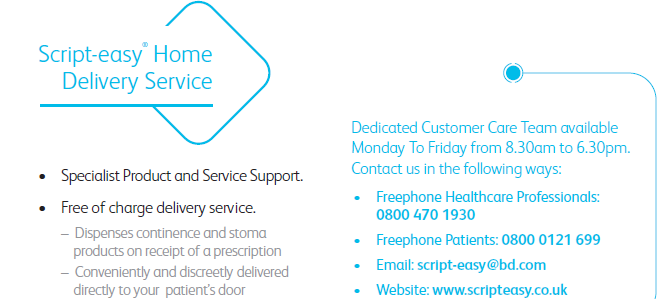 Script-easy® Home
Delivery Service
• Specialist Product and Service Support.
• Free of charge delivery service.
– Dispenses continence and stoma
products on receipt of a prescription
– Conveniently and discreetly delivered
directly to your patient's door
Dedicated Customer Care Team available
Monday To Friday from 8.30am to 6.30pm.
Contact us in the following ways:
• Freephone Healthcare Professionals:
0800 470 1930
• Freephone Patients: 0800 0121 699
• Email: script-easy@bd.com
• Website: www.scripteasy.co.uk